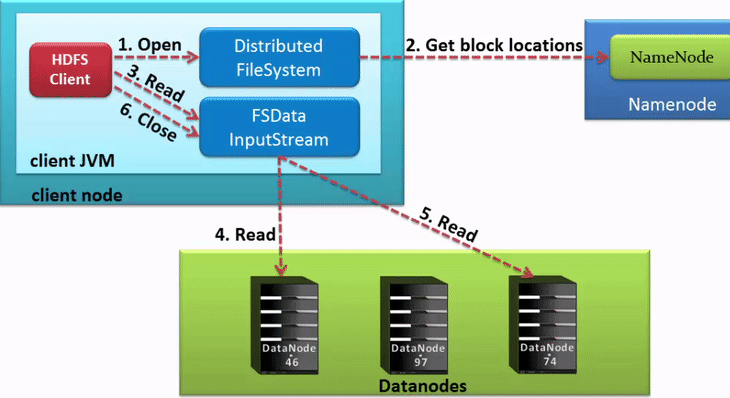 HDFS
Client
1. Open
Distributed
FileSystem
2. Get block locations
NameNode
Namenode
3. Read
6. Close
FSData
InputStream
client JVM
client node
4. Read
5. Read
DataNode
46
DataNode
97
DataNode
74
Datanodes